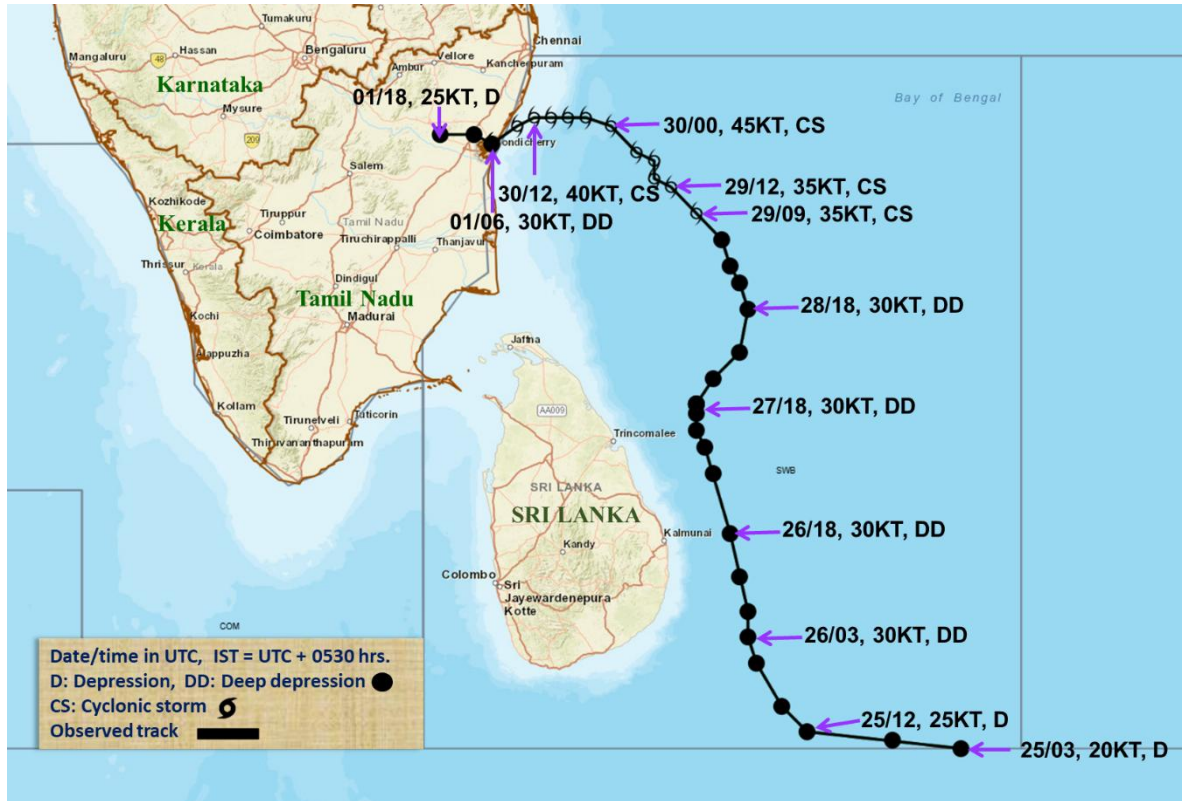 Tumakuru
Chennai
Hassan
Bengaluru
Vellore
Mangaluru
48
Ambur
Kancheepuram
Karnataka
01/18, 25KT, D
Bay of Bengal
Mysure
209
ondicherry
30/00, 45KT, CS
Salem
30/12, 40KT, CS
29/12, 35KT, CS
Kozhikode
Tiruppur
Tamil Nadu
01/06, 30KT, DD
29/09, 35KT, CS
Kerala
Coimbatore
Tiruchirappalli
Thanjavur
Thrissur
Kerala
Dindigul
Tamil Nadu
28/18, 30KT, DD
Kochi
Madurai
Jaffna
Alappuzha
Kollam
Tirunelveli
Tuticorin
AA009
27/18, 30KT, DD
Thiruvananthapuram
Trincomalee
SWB
SRI LANKA
SRI LANKA
26/18, 30KT, DD
Kandy
Kalmunai
Colombo
Sri
Jayewardenepura
Kotte
COM
26/03, 30KT, DD
Date/time in UTC, IST = UTC + 0530 hrs.
D: Depression, DD: Deep depression
CS: Cyclonic storm
Observed track
25/12, 25KT, D
25/03, 20KT, D